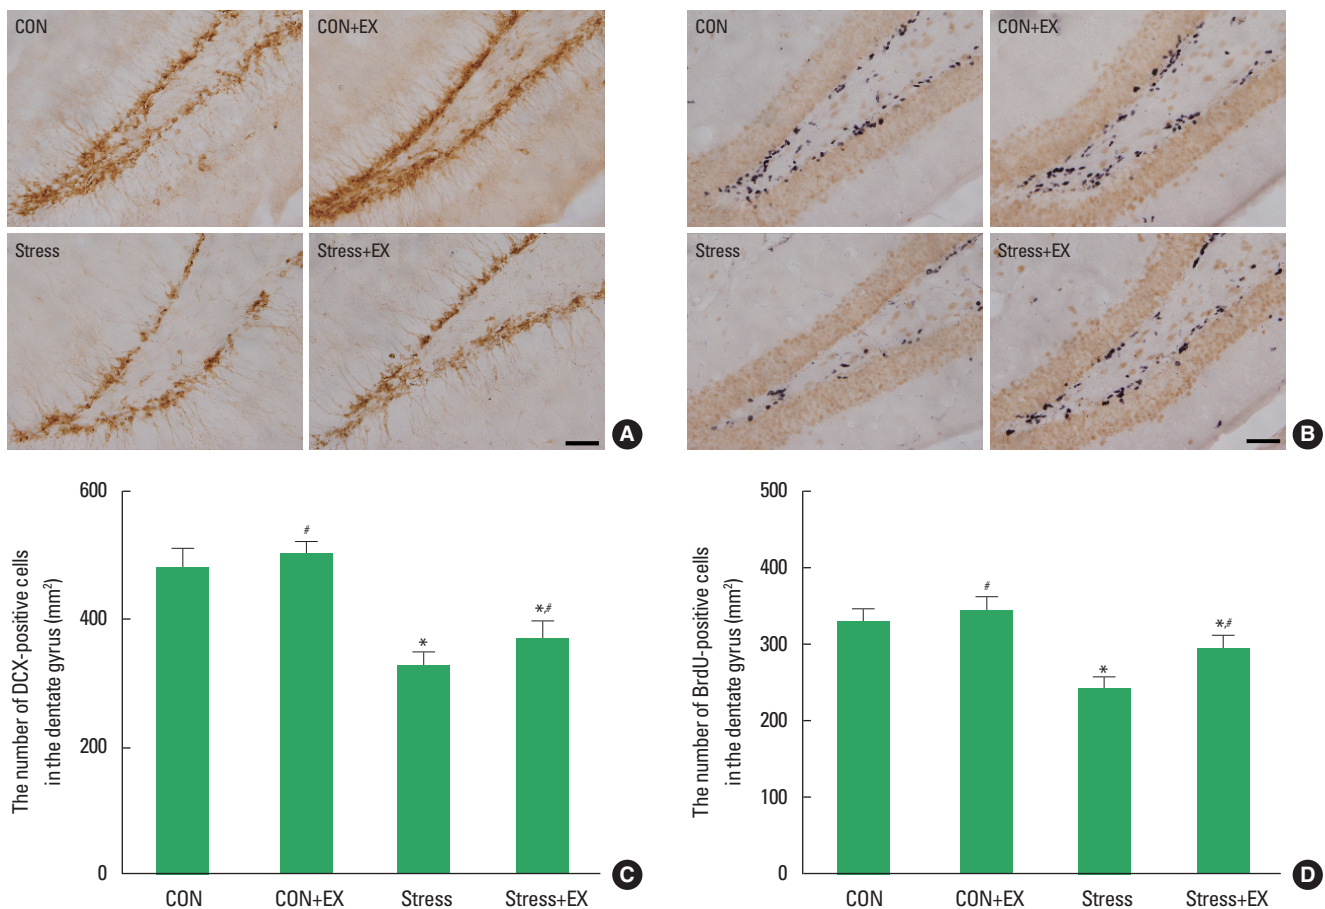 CON
CON+EX
Stress
Stress+EX
A
CON
CON+EX
Stress
Stress+EX
B
The number of DCX-positive cells
in the dentate gyrus (mm²)
600
400
200
0
#
*
*,#
CON
CON+EX
Stress
Stress+EX
C
The number of BrdU-positive cells
in the dentate gyrus (mm²)
500
400
300
200
100
0
#
*
*,#
CON
CON+EX
Stress
Stress+EX
D